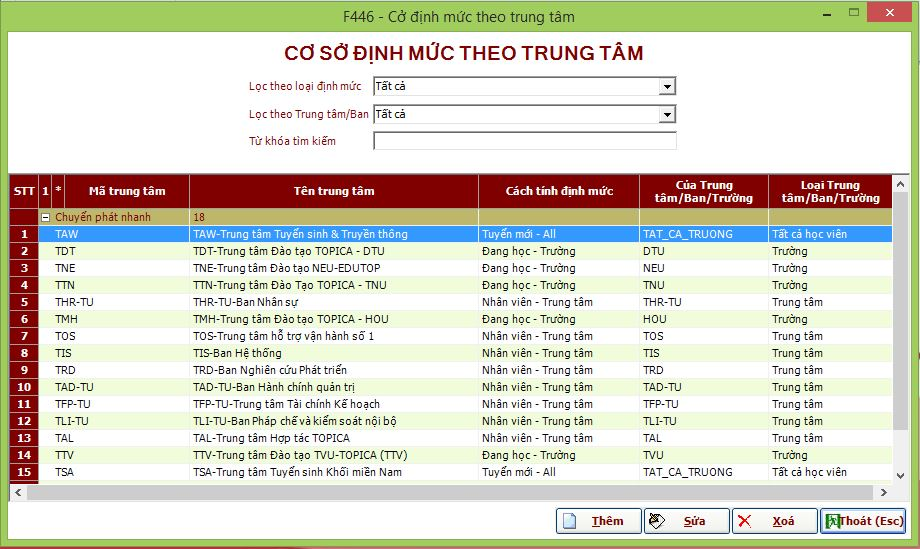 F446 - Cở định mức theo trung tâm
CƠ SỞ ĐỊNH MỨC THEO TRUNG TÂM
Lọc theo loại định mức Tất cả
Lọc theo Trung tâm/Ban Tất cả
Từ khóa tìm kiếm
STT 1 * Mã trung tâm Tên trung tâm Cách tính định mức Của Trung tâm/Ban/Trường Loại Trung tâm/Ban/Trường
Chuyển phát nhanh 18
1 TAW TAW-Trung tâm Tuyển sinh & Truyền thông Tuyển mới - All TAT_CA_TRUONG Tất cả học viên
2 TDT TDT-Trung tâm Đào tạo TOPICA - DTU Đang học - Trường DTU Trường
3 TNE TNE-Trung tâm Đào tạo NEU-EDUTOP Đang học - Trường NEU Trường
4 TTN TTN-Trung tâm Đào Tạo TOPICA - TNU Đang học - Trường TNU Trường
5 THR-TU THR-TU-Ban Nhân sự Nhân viên - Trung tâm THR-TU Trung tâm
6 TMH TMH-Trung tâm Đào tạo TOPICA - HOU Đang học - Trường HOU Trường
7 TOS TOS-Trung tâm hỗ trợ vận hành số 1 Nhân viên - Trung tâm TOS Trung tâm
8 TIS TIS-Ban Hệ thống Nhân viên - Trung tâm TIS Trung tâm
9 TRD TRD-Ban Nghiên cứu Phát triển Nhân viên - Trung tâm TRD Trung tâm
10 TAD-TU TAD-TU-Ban Hành chính quản trị Nhân viên - Trung tâm TAD-TU Trung tâm
11 TFP-TU TFP-TU-Trung tâm Tài chính Kế hoạch Nhân viên - Trung tâm TFP-TU Trung tâm
12 TLI-TU TLI-TU-Ban Pháp chế và kiểm soát nội bộ Nhân viên - Trung tâm TLI-TU Trung tâm
13 TAL TAL-Trung tâm Hợp tác TOPICA Nhân viên - Trung tâm TAL Trung tâm
14 TTV TTV-Trung tâm Đào tạo TVU-TOPICA (TTV) Đang học - Trường TVU Trường
15 TSA TSA-Trung tâm Tuyển sinh Khối miền Nam Tuyển mới - All TAT_CA_TRUONG Tất cả học viên
Thêm Sửa Xoá Thoát (Esc)